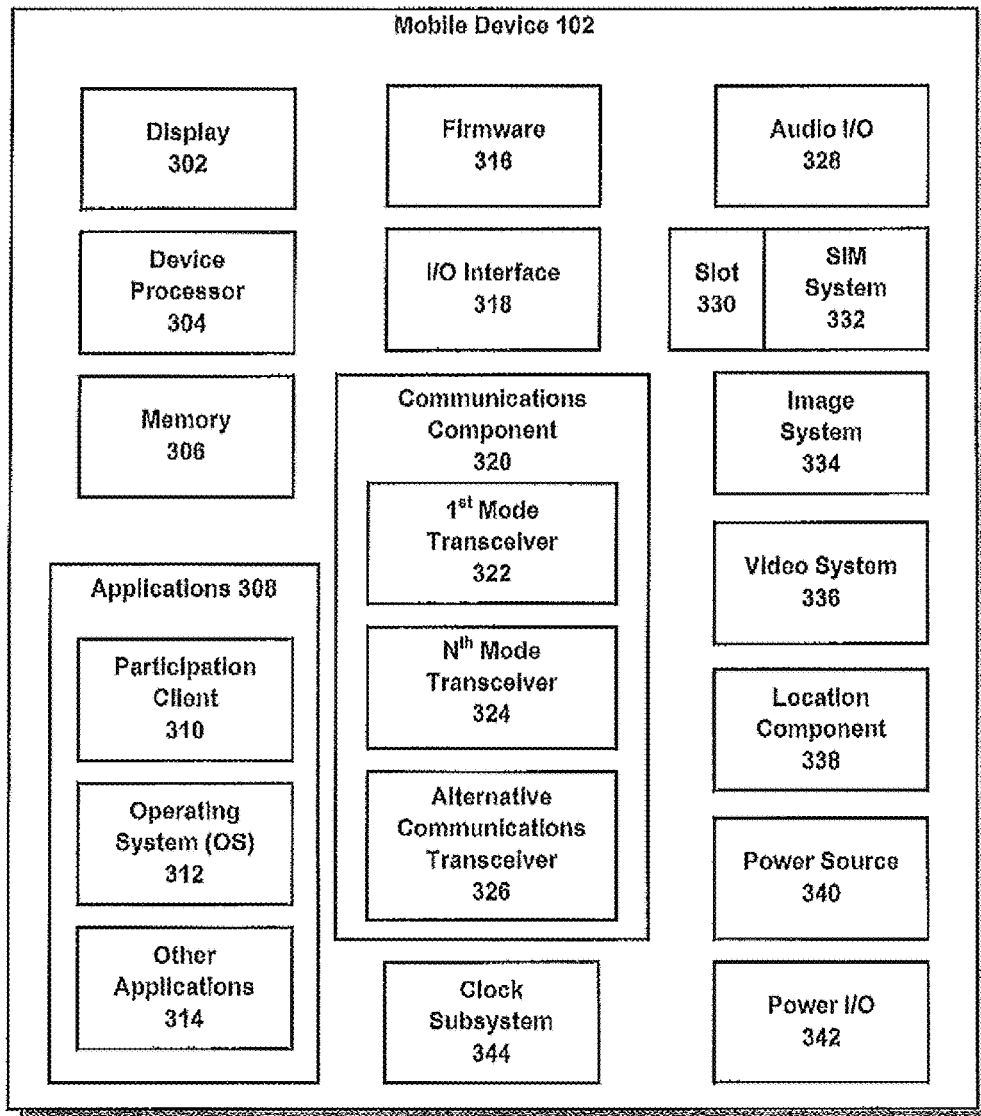 Mobile Device 102
Display
302
Firmware
316
Audio I/O
328
Device
Processor
304
I/O Interface
318
Slot
330
SIM
System
332
Memory
306
Communications
Component
320
Image
System
334
1st Mode
Transceiver
322
Video System
336
Applications 308
Participation
Client
310
Nth Mode
Transceiver
324
Location
Component
338
Operating
System (OS)
312
Alternative
Communications
Transceiver
326
Power Source
340
Other
Applications
314
Clock
Subsystem
344
Power I/O
342